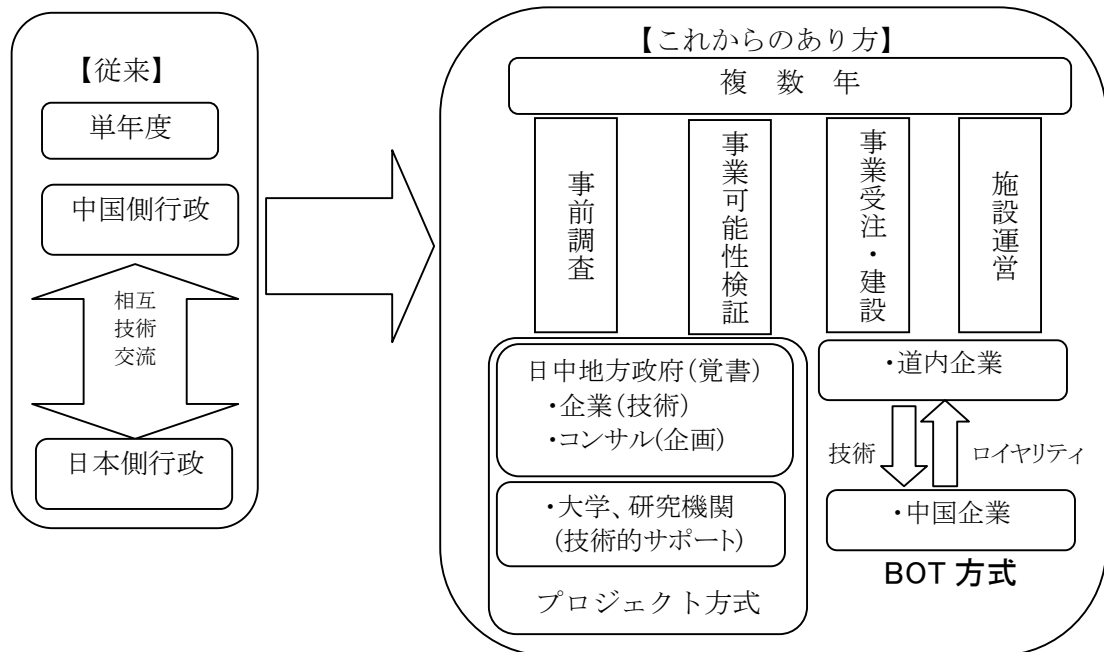 【従来】
単年度
中国側行政
相互
技術
交流
日本側行政
【これからのあり方】
複 数 年
事前調査
事業可能性検証
事業受注・建設
施設運営
日中地方政府(覚書)
・企業(技術)
・コンサル(企画)
・大学、研究機関
(技術的サポート)
プロジェクト方式
・道内企業
技術
ロイヤリティ
・中国企業
BOT 方式